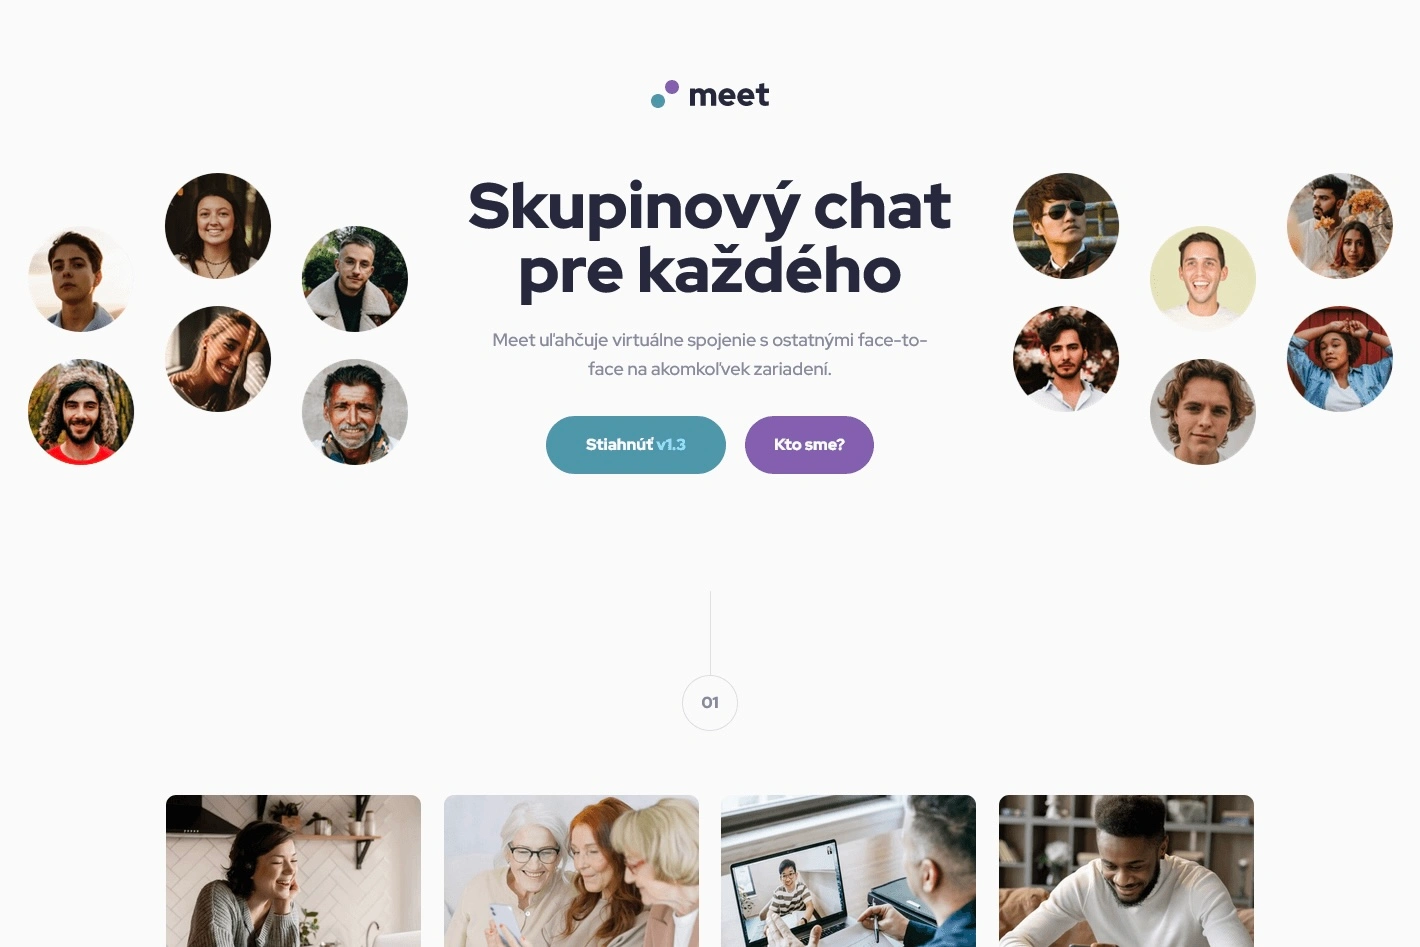 meet
Skupinový chat
pre každého
Meet uľahčuje virtuálne spojenie s ostatnými face-to-
face na akomkoľvek zariadení.
Stiahnúť v1.3
Kto sme?
01